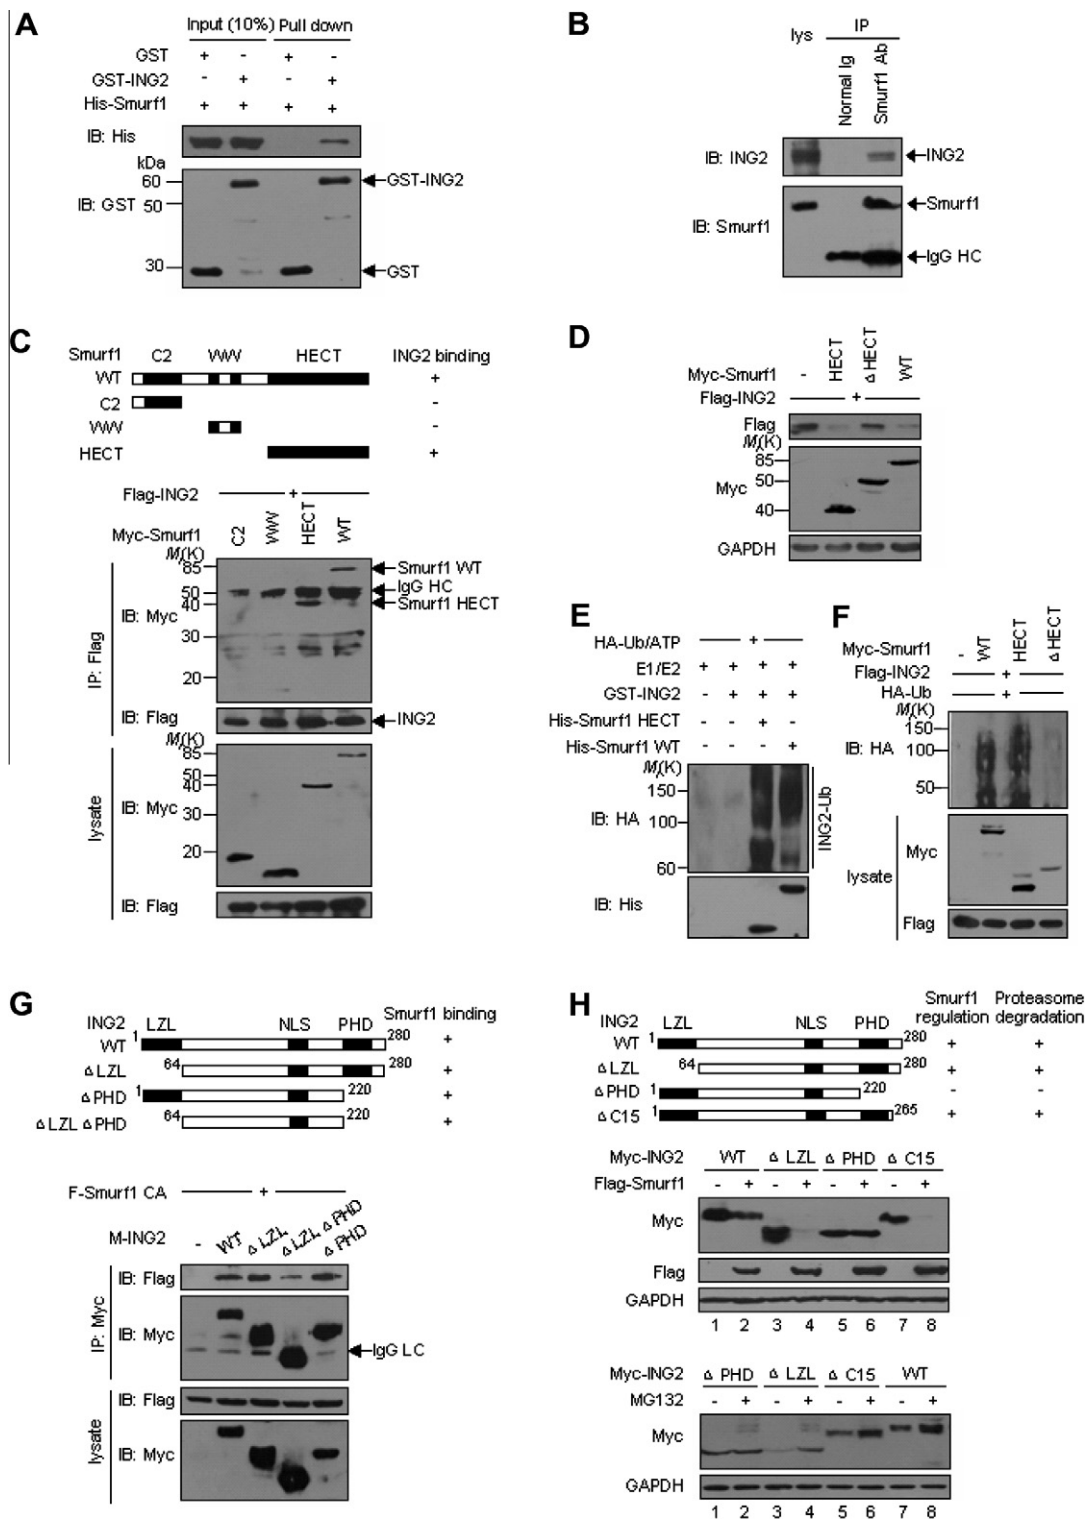 A
Input (10%) Pull down
GST + - + -
GST-ING2 - + - +
His-Smurf1 + + + +
IB: His
kDa
60
GST-ING2
IB: GST 50
30
GST
B
lys IP
Normal Ig
Smurf1 Ab
IB: ING2 ING2
Smurf1
IB: Smurf1
IgG HC
C
Smurf1 C2 WW HECT ING2 binding
WT +
C2 -
WW -
HECT +
Flag-ING2 +
Myc-Smurf1 C2 WW HECT WT
Mr(K)
85 Smurf1 WT
50 IgG HC
40 Smurf1 HECT
IB: Myc
30
20
IP: Flag
IB: Flag ING2
Mr(K)
85
50
40
IB: Myc
30
20
lysate
IB: Flag
D
Myc-Smurf1 - HECT ΔHECT WT
Flag-ING2 +
Flag
Mr(K)
85
Myc 50
40
GAPDH
E
HA-Ub/ATP +
E1/E2 + + + +
GST-ING2 - + + +
His-Smurf1 HECT - - + -
His-Smurf1 WT - - - +
Mr(K)
150
IB: HA 100
60
ING2-Ub
IB: His
F
Myc-Smurf1 - WT HECT ΔHECT
Flag-ING2 +
HA-Ub +
Mr(K)
150
IB: HA 100
50
Myc
lysate
Flag
G
ING2 LZL NLS PHD Smurf1 binding
WT 1 280 +
ΔLZL 64 280 +
ΔPHD 1 220 +
ΔLZL ΔPHD 64 220 +
F-Smurf1 CA +
M-ING2 - WT ΔLZL ΔLZL ΔPHD ΔPHD
IB: Flag
IB: Myc
IgG LC
IP: Myc
IB: Flag
IB: Myc
lysate
H
Smurf1 Proteasome
ING2 LZL NLS PHD regulation degradation
WT 1 280 + +
ΔLZL 64 280 + +
ΔPHD 1 220 - -
ΔC15 1 265 + +
Myc-ING2 WT Δ LZL Δ PHD Δ C15
Flag-Smurf1 - + - + - + - +
Myc
Flag
GAPDH
1 2 3 4 5 6 7 8
Myc-ING2 Δ PHD Δ LZL Δ C15 WT
MG132 - + - + - + - +
Myc
GAPDH
1 2 3 4 5 6 7 8